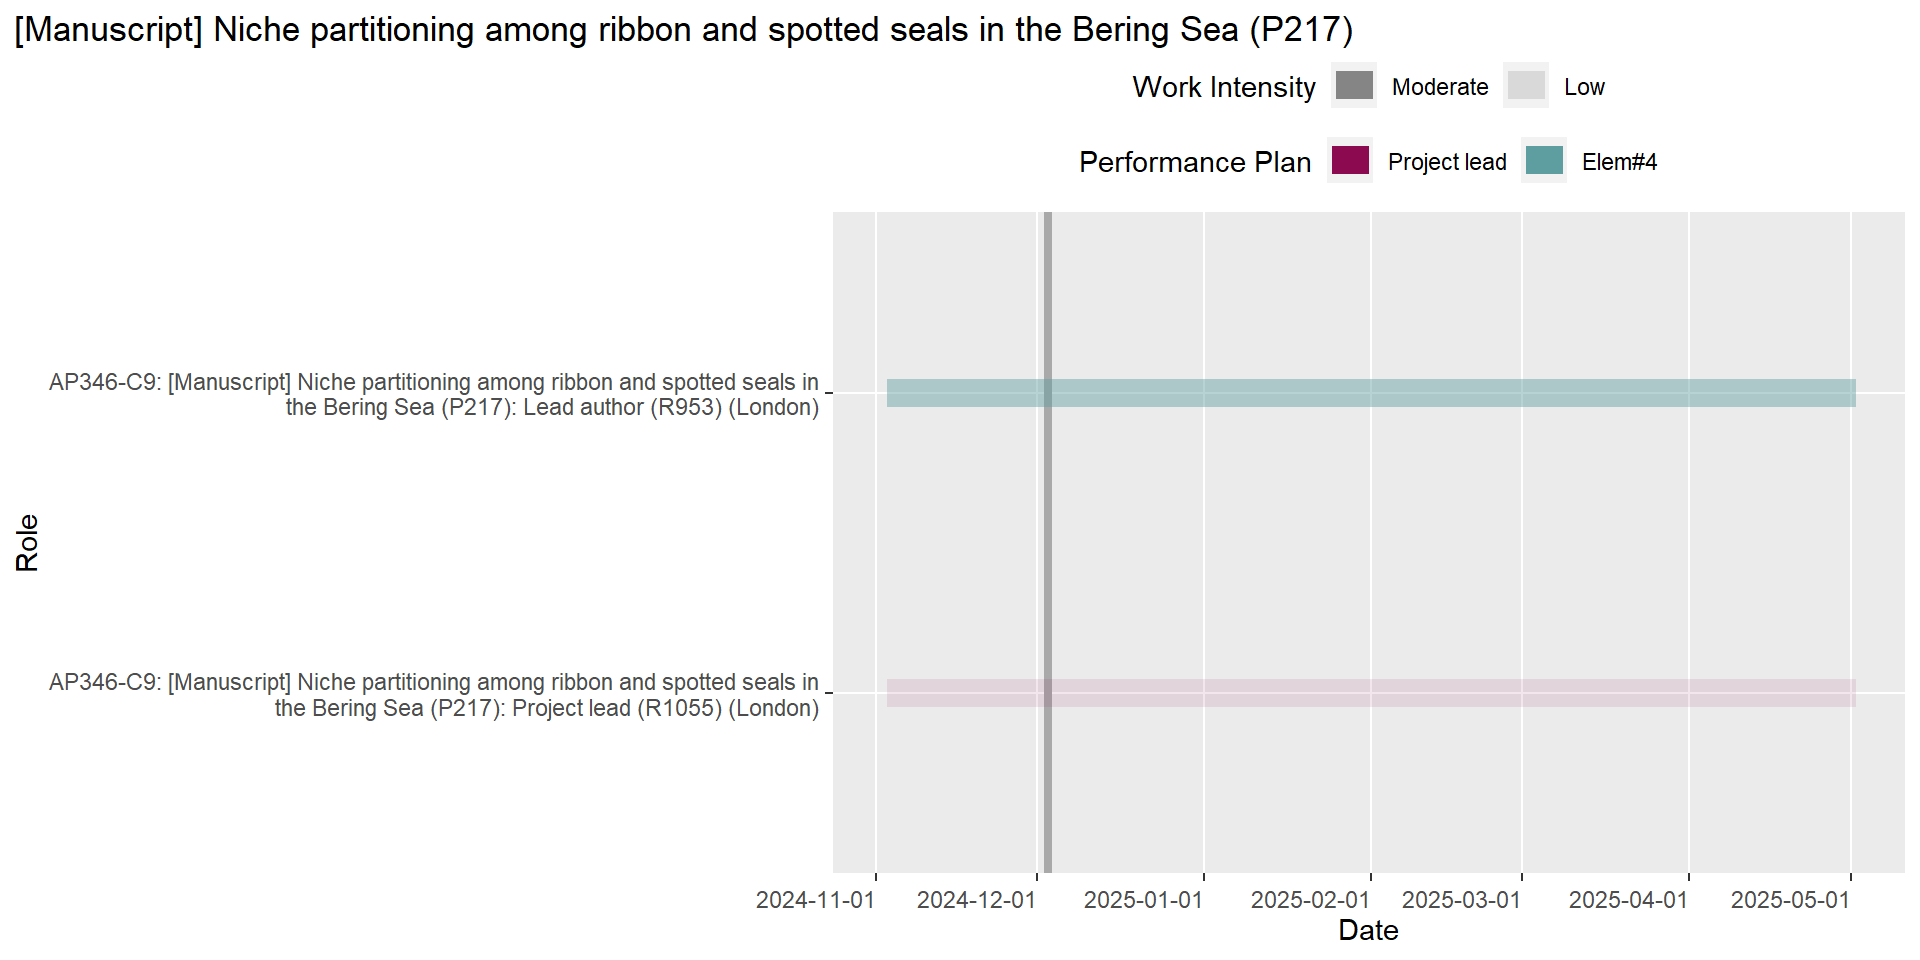 [Manuscript] Niche partitioning among ribbon and spotted seals in the Bering Sea (P217)
Work Intensity Moderate Low
Performance Plan Project lead Elem#4
AP346-C9: [Manuscript] Niche partitioning among ribbon and spotted seals in
the Bering Sea (P217): Lead author (R953) (London)
Role
AP346-C9: [Manuscript] Niche partitioning among ribbon and spotted seals in
the Bering Sea (P217): Project lead (R1055) (London)
2024-11-01 2024-12-01 2025-01-01 2025-02-01 2025-03-01 2025-04-01 2025-05-01
Date